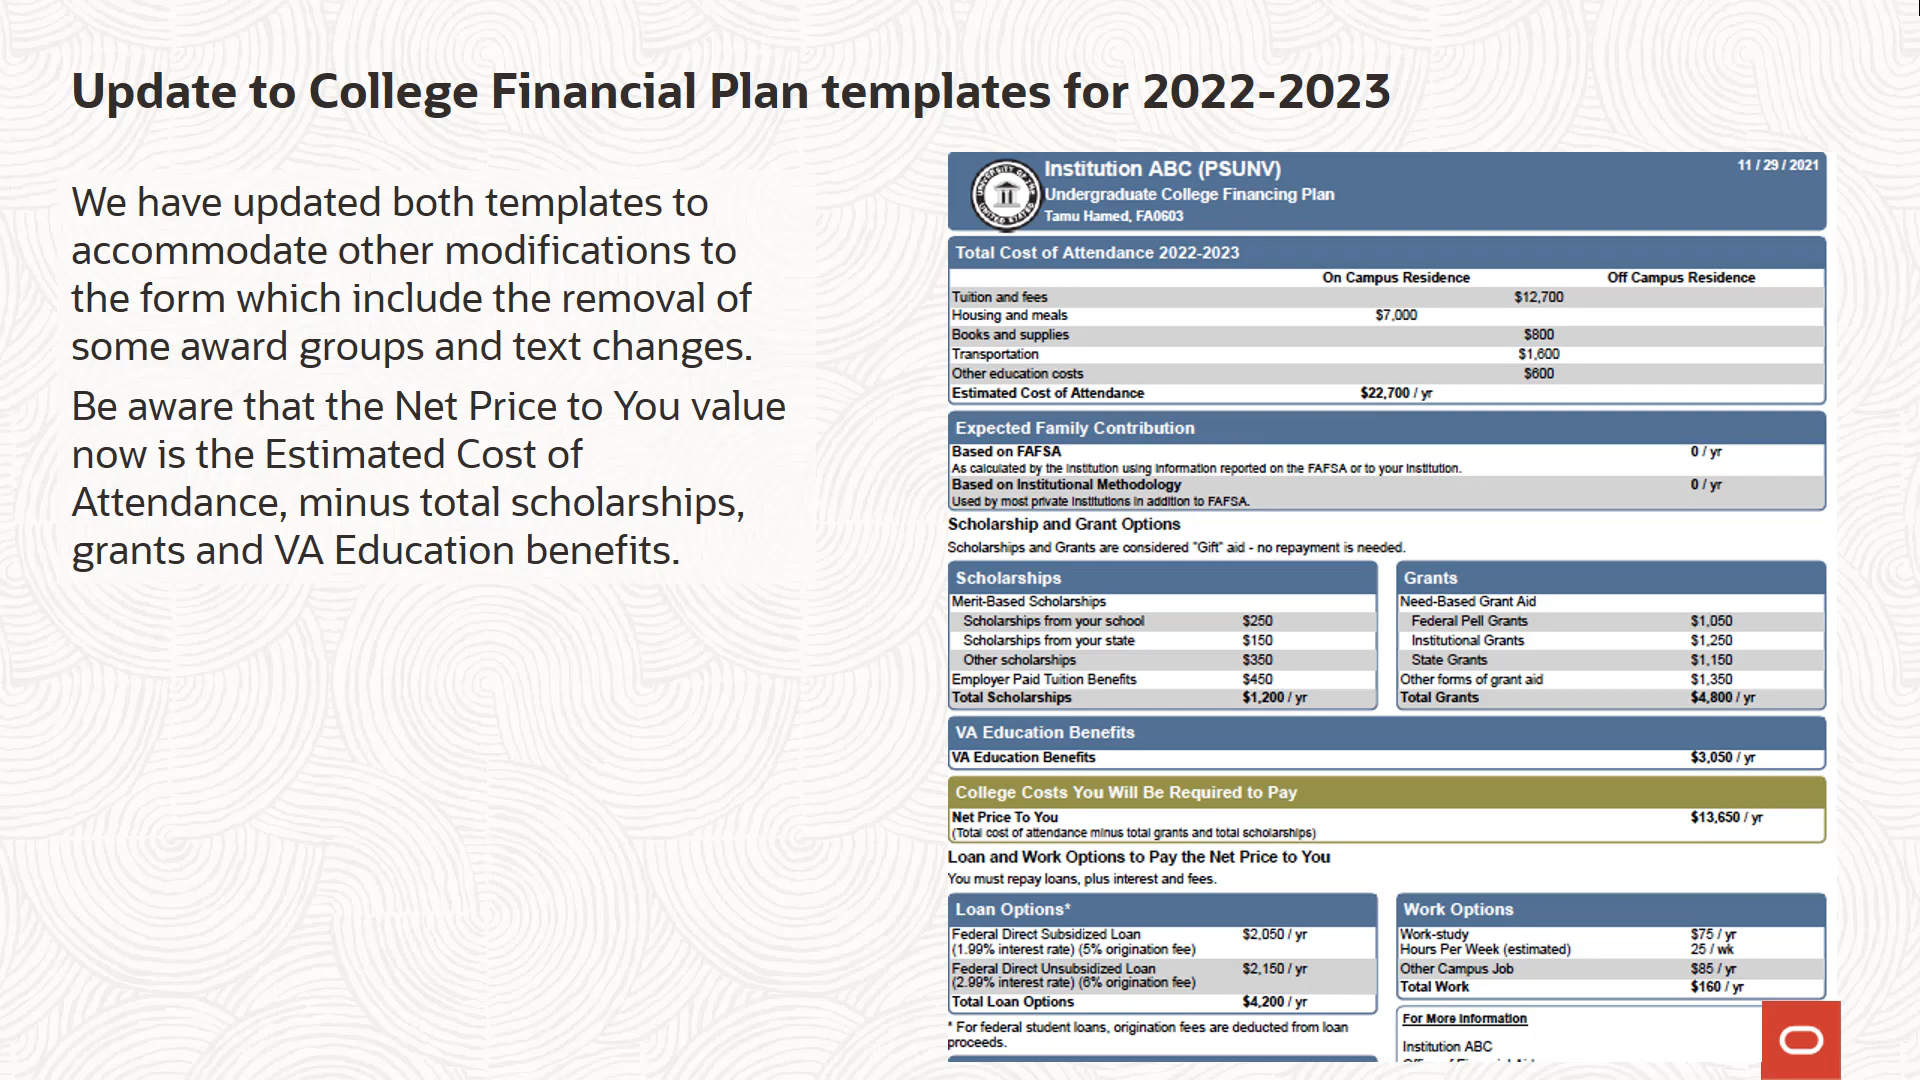 Update to College Financial Plan templates for 2022-2023
We have updated both templates to
accommodate other modifications to
the form which include the removal of
some award groups and text changes.
Be aware that the Net Price to You value
now is the Estimated Cost of
Attendance, minus total scholarships,
grants and VA Education benefits.
Institution ABC (PSUNV)
11 / 29 / 2021
Undergraduate College Financing Plan
Tamu Hamed, FA0603
Total Cost of Attendance 2022-2023
On Campus Residence Off Campus Residence
Tuition and fees $12,700
Housing and meals $7,000
Books and supplies $800
Transportation $1,600
Other education costs $600
Estimated Cost of Attendance $22,700 / yr
Expected Family Contribution
Based on FAFSA 0 / yr
As calculated by the institution using information reported on the FAFSA or to your institution.
Based on Institutional Methodology 0 / yr
Used by most private institutions in addition to FAFSA.
Scholarship and Grant Options
Scholarships and Grants are considered "Gift" aid - no repayment is needed.
Scholarships
Merit-Based Scholarships
Scholarships from your school $250
Scholarships from your state $150
Other scholarships $350
Employer Paid Tuition Benefits $450
Total Scholarships $1,200 / yr
Grants
Need-Based Grant Aid
Federal Pell Grants $1,050
Institutional Grants $1,250
State Grants $1,150
Other forms of grant aid $1,350
Total Grants $4,800 / yr
VA Education Benefits
VA Education Benefits $3,050 / yr
College Costs You Will Be Required to Pay
Net Price To You $13,650 / yr
(Total cost of attendance minus total grants and total scholarships)
Loan and Work Options to Pay the Net Price to You
You must repay loans, plus interest and fees.
Loan Options*
Federal Direct Subsidized Loan $2,050 / yr
(1.99% interest rate) (5% origination fee)
Federal Direct Unsubsidized Loan $2,150 / yr
(2.99% interest rate) (6% origination fee)
Total Loan Options $4,200 / yr
* For federal student loans, origination fees are deducted from loan
proceeds.
Work Options
Work-study $75 / yr
Hours Per Week (estimated) 25 / wk
Other Campus Job $85 / yr
Total Work $160 / yr
For More Information
Institution ABC